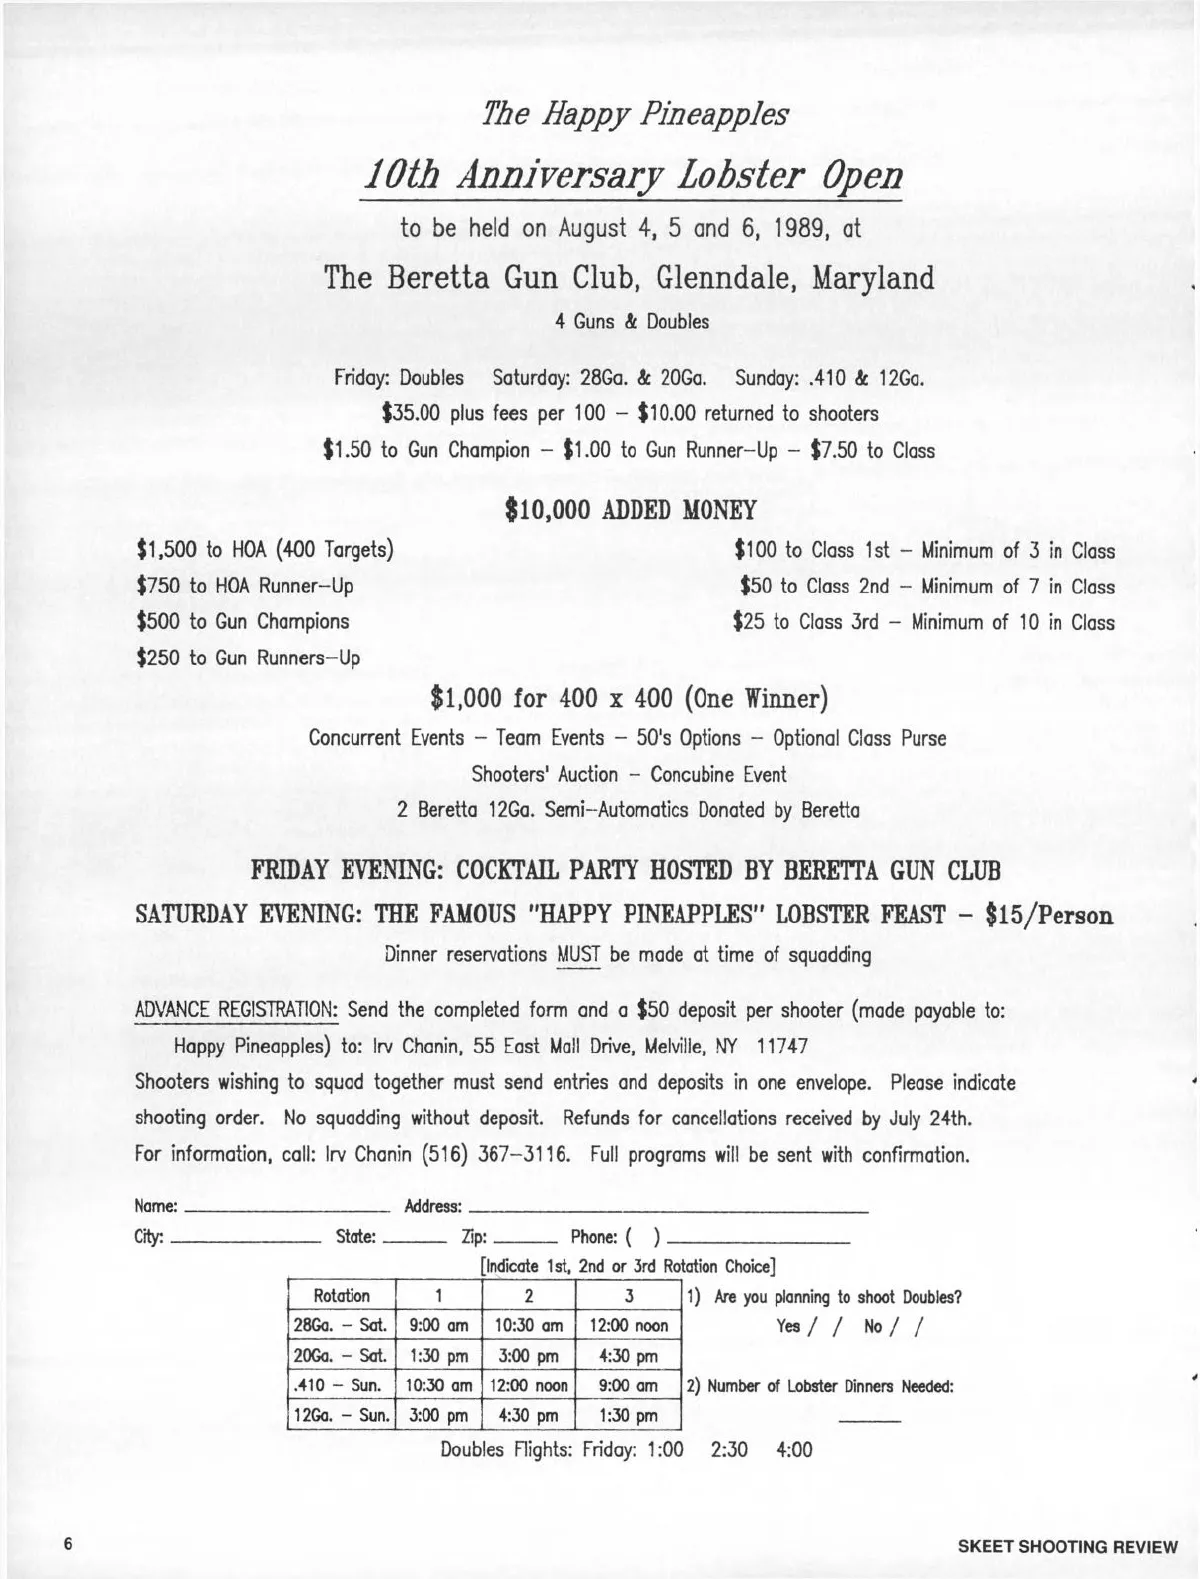 The Happy Pineapples
10th Anniversary Lobster Open
to be held on August 4, 5 and 6, 1989, at
The Beretta Gun Club, Glenndale, Maryland
4 Guns & Doubles
Friday: Doubles Saturday: 28Ga. & 20Ga. Sunday: .410 & 12Ga.
$35.00 plus fees per 100 – $10.00 returned to shooters
$1.50 to Gun Champion – $1.00 to Gun Runner–Up – $7.50 to Class
$10,000 ADDED MONEY
$1,500 to HOA (400 Targets) $100 to Class 1st – Minimum of 3 in Class
$750 to HOA Runner–Up $50 to Class 2nd – Minimum of 7 in Class
$500 to Gun Champions $25 to Class 3rd – Minimum of 10 in Class
$250 to Gun Runners–Up
$1,000 for 400 x 400 (One Winner)
Concurrent Events – Team Events – 50's Options – Optional Class Purse
Shooters' Auction – Concubine Event
2 Beretta 12Ga. Semi–Automatics Donated by Beretta
FRIDAY EVENING: COCKTAIL PARTY HOSTED BY BERETTA GUN CLUB
SATURDAY EVENING: THE FAMOUS "HAPPY PINEAPPLES" LOBSTER FEAST – $15/Person
Dinner reservations MUST be made at time of squadding
ADVANCE REGISTRATION: Send the completed form and a $50 deposit per shooter (made payable to:
Happy Pineapples) to: Irv Chanin, 55 East Mall Drive, Melville, NY 11747
Shooters wishing to squad together must send entries and deposits in one envelope. Please indicate
shooting order. No squadding without deposit. Refunds for cancellations received by July 24th.
For information, call: Irv Chanin (516) 367–3116. Full programs will be sent with confirmation.
Name: ____ Address: ____
City: ____ State: ____ Zip: ____ Phone: ( ) ____
[Indicate 1st, 2nd or 3rd Rotation Choice]
Rotation 1 2 3 1) Are you planning to shoot Doubles?
28Ga. – Sat. 9:00 am 10:30 am 12:00 noon Yes / / No / /
20Ga. – Sat. 1:30 pm 3:00 pm 4:30 pm
.410 – Sun. 10:30 am 12:00 noon 9:00 am 2) Number of Lobster Dinners Needed:
12Ga. – Sun. 3:00 pm 4:30 pm 1:30 pm ____
Doubles Flights: Friday: 1:00 2:30 4:00
6 SKEET SHOOTING REVIEW